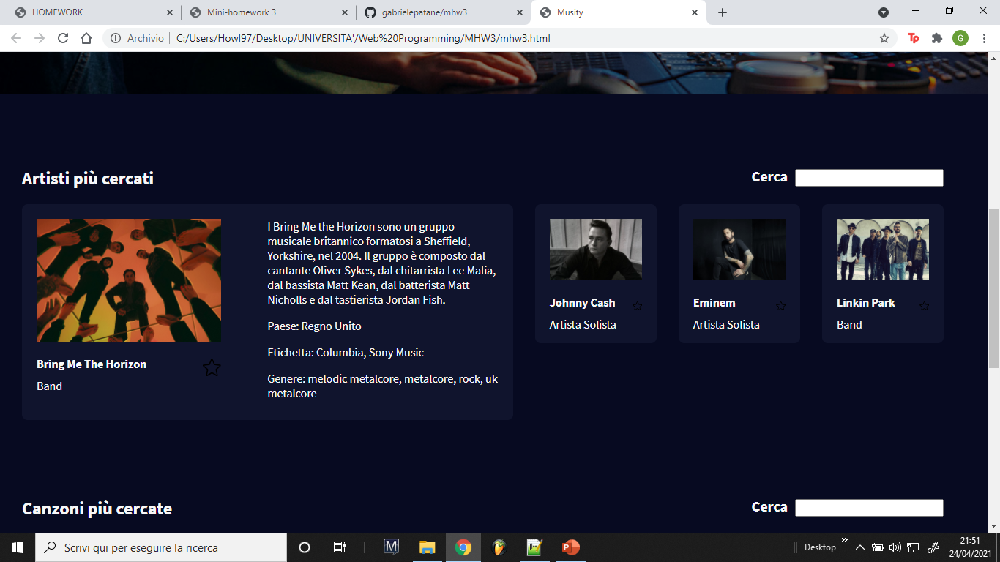 HOMEWORK
Mini-homework 3
gabrielepatane/mhw3
Musity
Archivio
C:/Users/Howl97/Desktop/UNIVERSITA'/Web%20Programming/MHW3/mhw3.html
Tp
G
Artisti più cercati
Cerca
Bring Me The Horizon
Band
I Bring Me the Horizon sono un gruppo
musicale britannico formatosi a Sheffield,
Yorkshire, nel 2004. Il gruppo è composto dal
cantante Oliver Sykes, dal chitarrista Lee Malia,
dal bassista Matt Kean, dal batterista Matt
Nicholls e dal tastierista Jordan Fish.
Paese: Regno Unito
Etichetta: Columbia, Sony Music
Genere: melodic metalcore, metalcore, rock, uk
metalcore
Johnny Cash
Artista Solista
Eminem
Artista Solista
Linkin Park
Band
Canzoni più cercate
Cerca
Scrivi qui per eseguire la ricerca
M
P
Desktop
21:51
24/04/2021